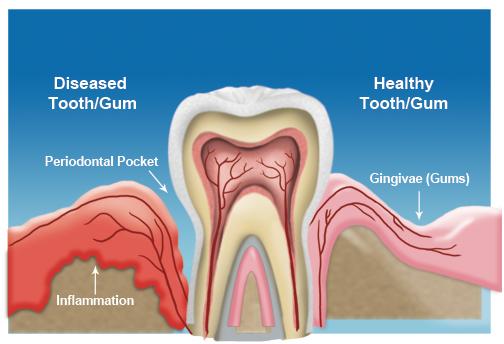 Diseased
Tooth/Gum
Healthy
Tooth/Gum
Periodontal Pocket
Gingivae (Gums)
Inflammation